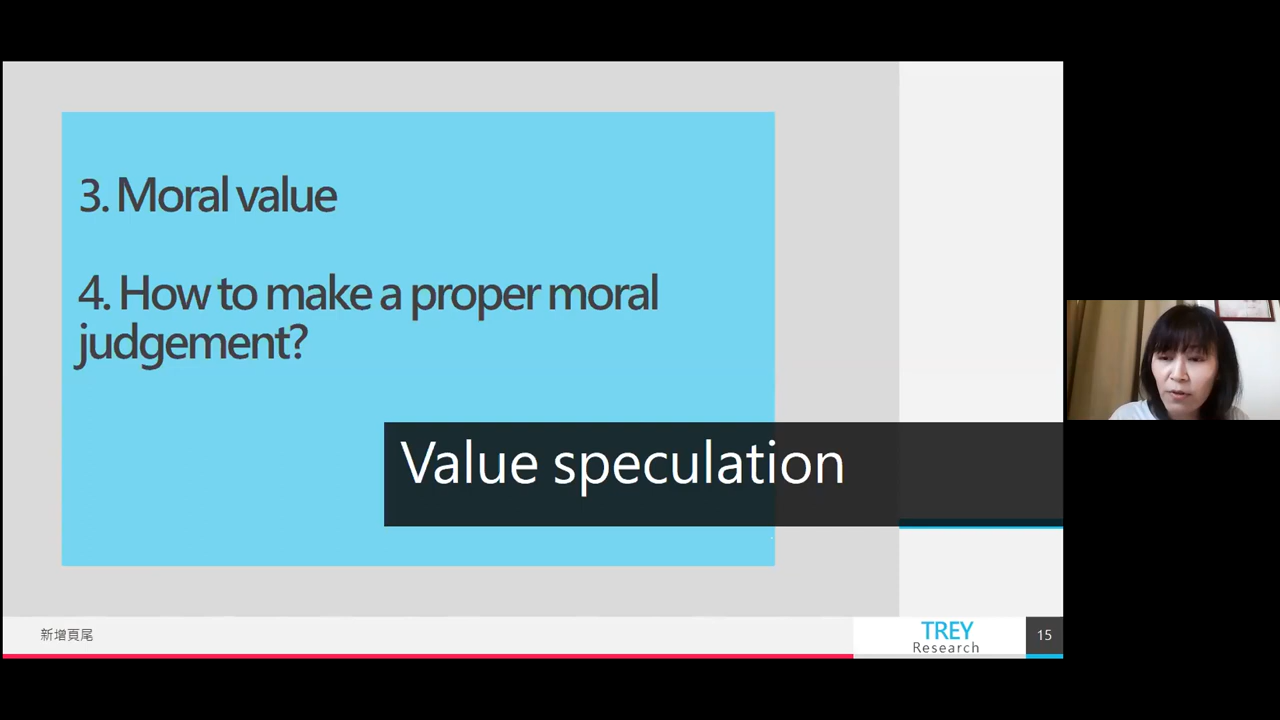 3. Moral value
4. How to make a proper moral
judgement?
Value speculation
新增頁尾
TREY
Research
15